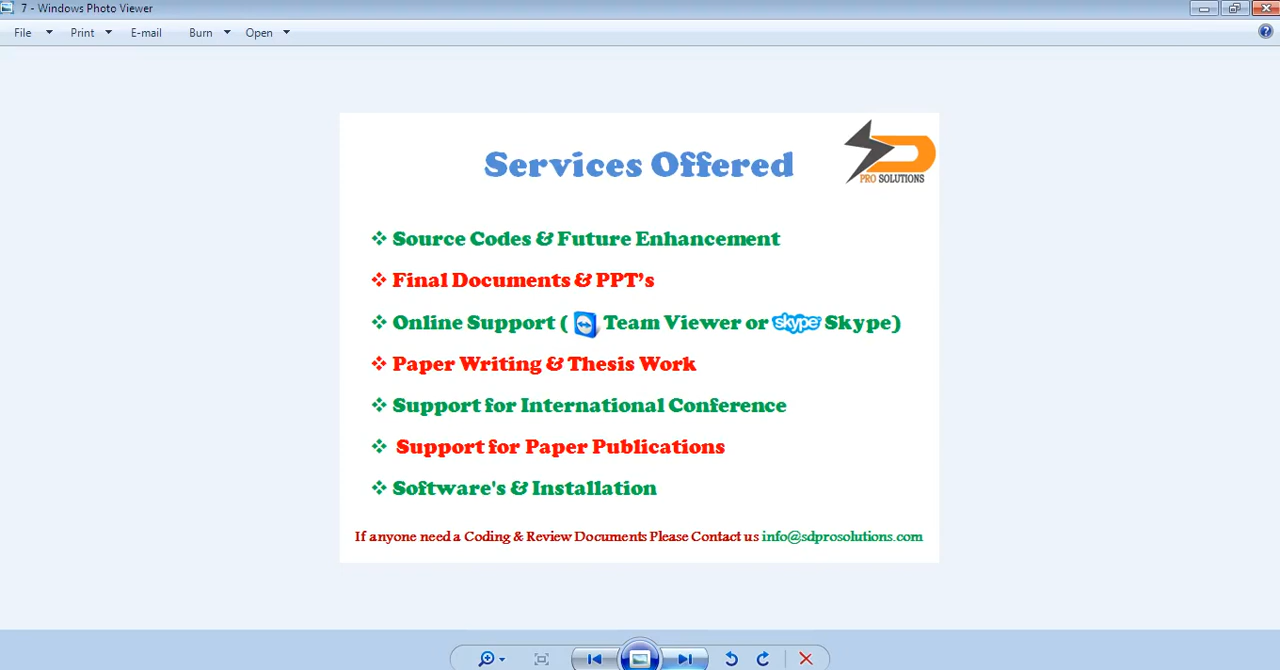 7 - Windows Photo Viewer
File Print E-mail Burn Open
Services Offered
PRO SOLUTIONS
Source Codes & Future Enhancement
Final Documents & PPT's
Online Support ( Team Viewer or skype Skype)
Paper Writing & Thesis Work
Support for International Conference
Support for Paper Publications
Software's & Installation
If anyone need a Coding & Review Documents Please Contact us info@sdprosolutions.com